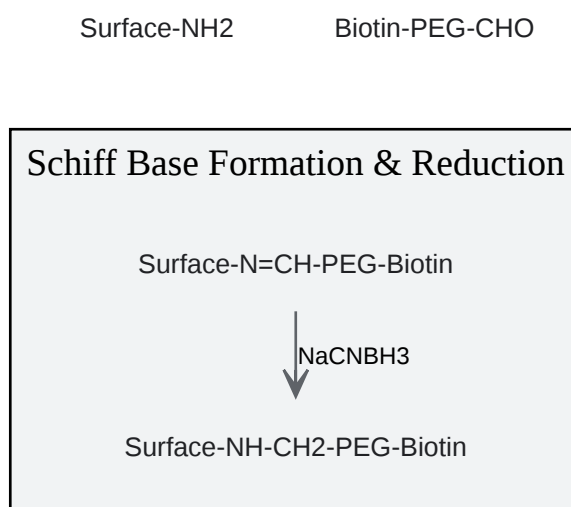 Surface-NH2 Biotin-PEG-CHO
Schiff Base Formation & Reduction
Surface-N=CH-PEG-Biotin
NaCNBH3
Surface-NH-CH2-PEG-Biotin